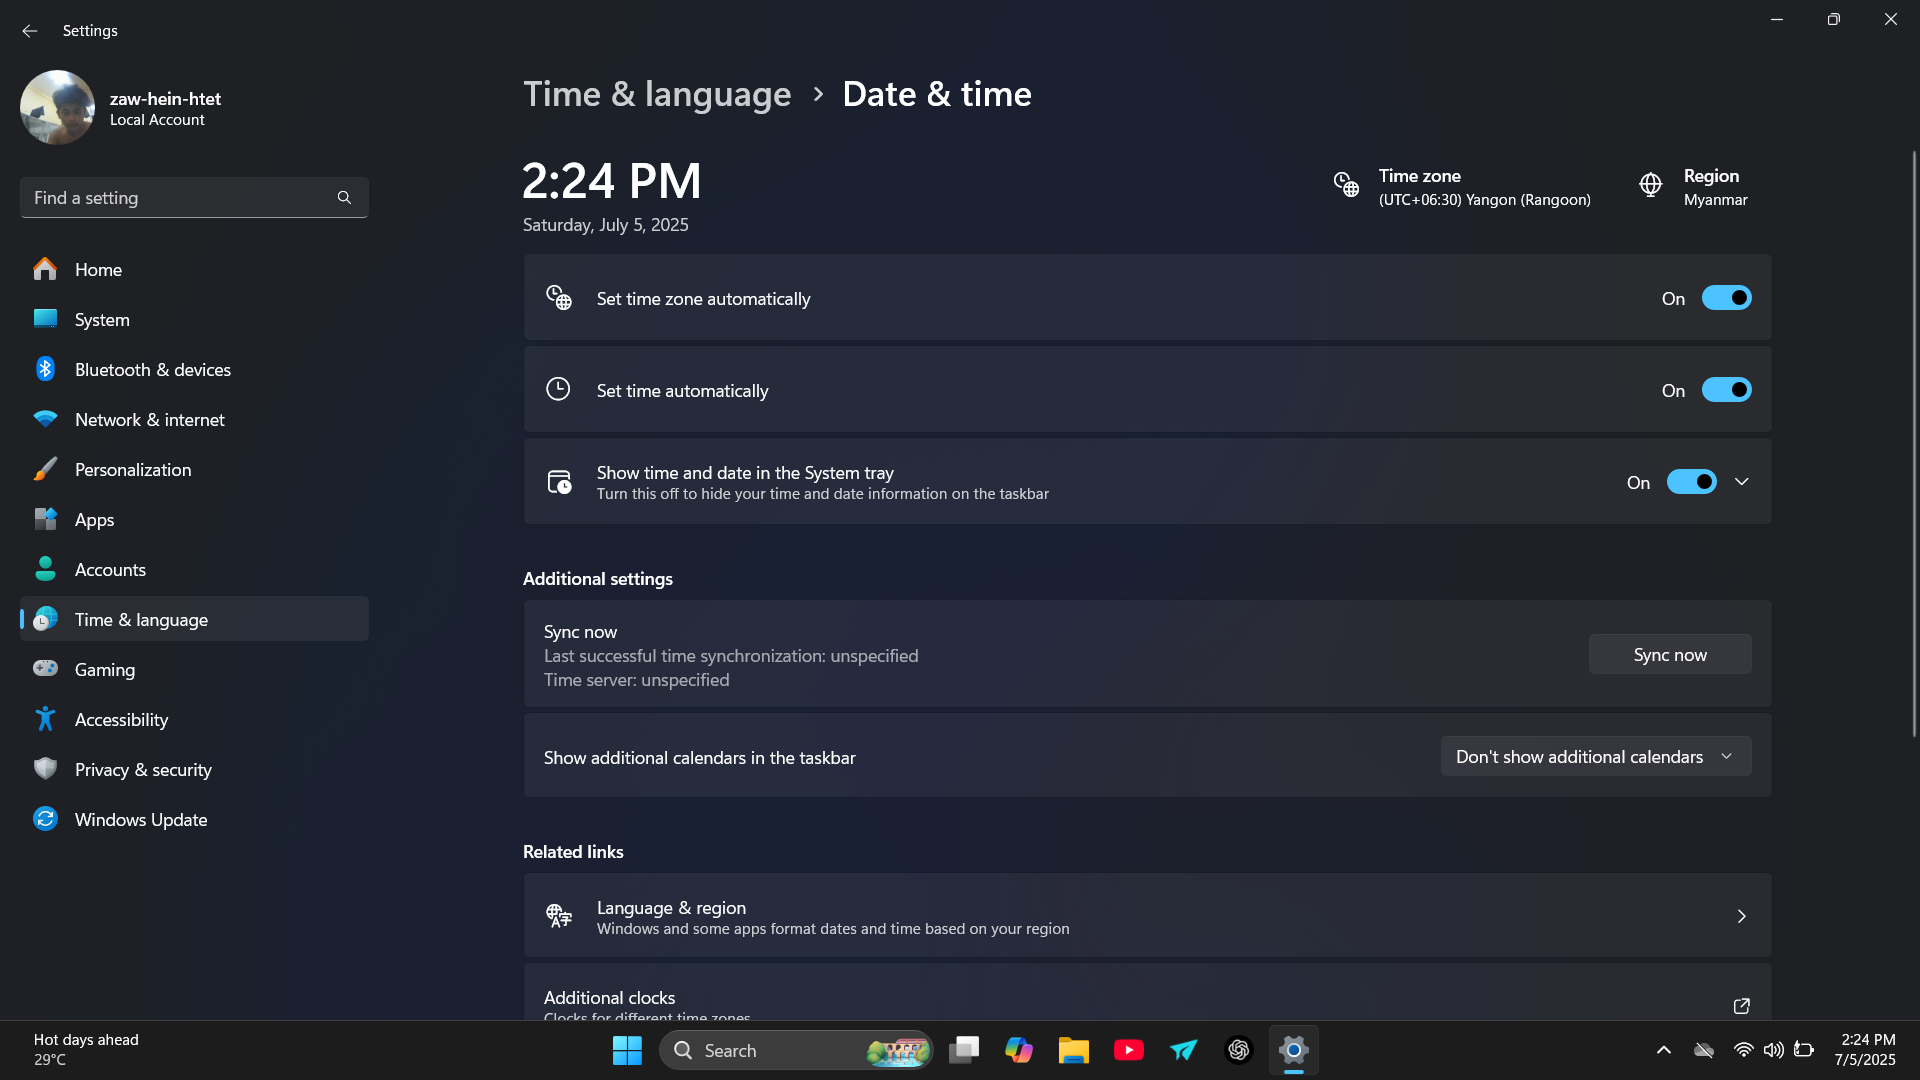 Settings
zaw-hein-htet
Local Account
Find a setting
Home
System
Bluetooth & devices
Network & internet
Personalization
Apps
Accounts
Time & language
Gaming
Accessibility
Privacy & security
Windows Update
Time & language > Date & time
2:24 PM
Saturday, July 5, 2025
Time zone
(UTC+06:30) Yangon (Rangoon)
Region
Myanmar
Set time zone automatically
On
Set time automatically
On
Show time and date in the System tray
Turn this off to hide your time and date information on the taskbar
On
Additional settings
Sync now
Last successful time synchronization: unspecified
Time server: unspecified
Sync now
Show additional calendars in the taskbar
Don't show additional calendars
Related links
Language & region
Windows and some apps format dates and time based on your region
Additional clocks
Clocks for different time zones
Hot days ahead
29°C
Search
2:24 PM
7/5/2025